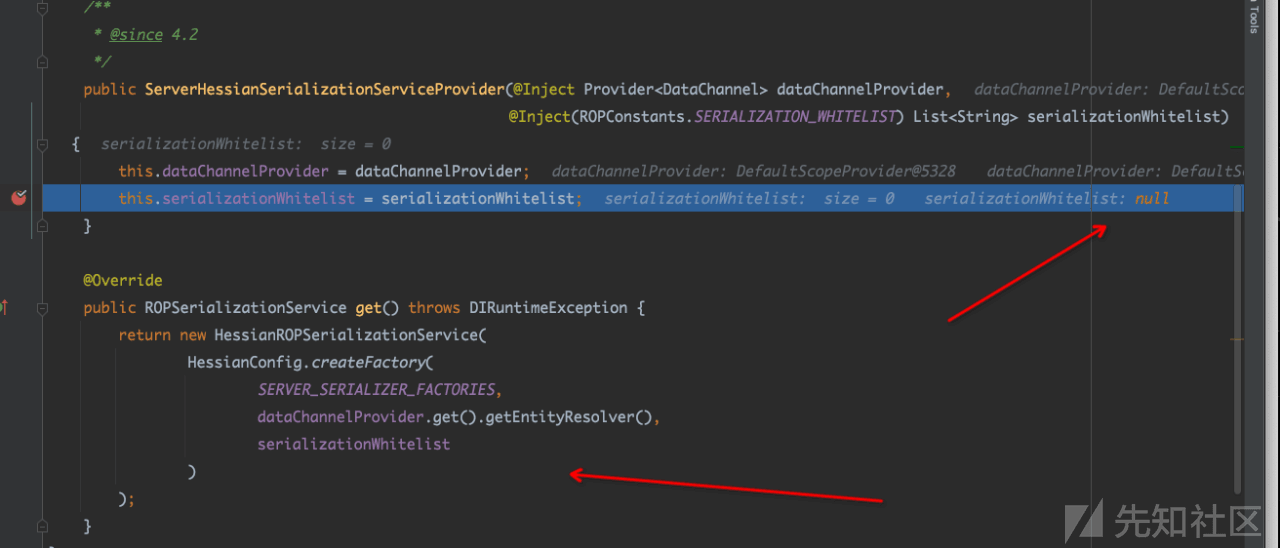 /**
* @since 4.2
*/
public ServerHessianSerializationServiceProvider(@Inject Provider<DataChannel> dataChannelProvider, dataChannelProvider: DefaultSco
@Inject(ROPConstants.SERIALIZATION_WHITELIST) List<String> serializationWhitelist)
{ serializationWhitelist: size = 0
this.dataChannelProvider = dataChannelProvider; dataChannelProvider: DefaultScopeProvider@5328 dataChannelProvider: DefaultSc
this.serializationWhitelist = serializationWhitelist; serializationWhitelist: size = 0 serializationWhitelist: null
}
@Override
public ROPSerializationService get() throws DIRuntimeException {
return new HessianROPSerializationService(
HessianConfig.createFactory(
SERVER_SERIALIZER_FACTORIES,
dataChannelProvider.get().getEntityResolver(),
serializationWhitelist
)
);
}
Tools
先知社区